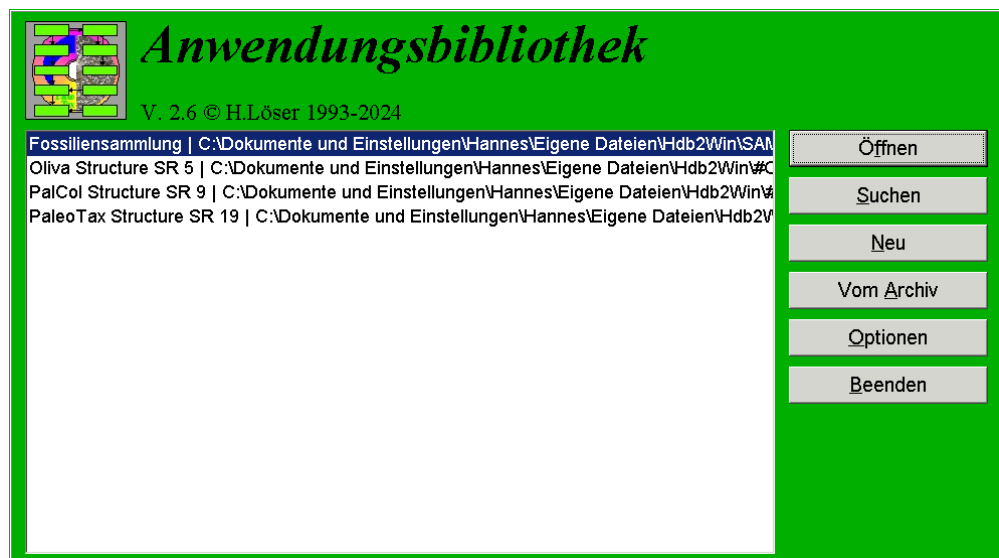 Anwendungsbibliothek
V. 2.6 © H.Löser 1993-2024
Fossiliensammlung | C:\Dokumente und Einstellungen\Hannes\Eigene Dateien\Hdb2Win\SAM
Oliva Structure SR 5 | C:\Dokumente und Einstellungen\Hannes\Eigene Dateien\Hdb2Win\#
PalCol Structure SR 9 | C:\Dokumente und Einstellungen\Hannes\Eigene Dateien\Hdb2Win\#
PaleoTax Structure SR 19 | C:\Dokumente und Einstellungen\Hannes\Eigene Dateien\Hdb2W
Öffnen
Suchen
Neu
Vom Archiv
Optionen
Beenden